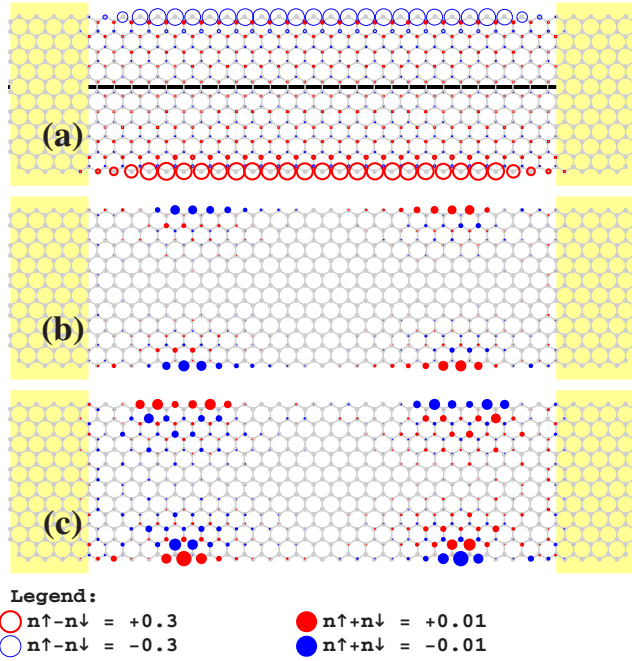 (a)
(b)
(c)
Legend:
n↑-n↓ = +0.3
n↑+n↓ = +0.01
n↑-n↓ = -0.3
n↑+n↓ = -0.01